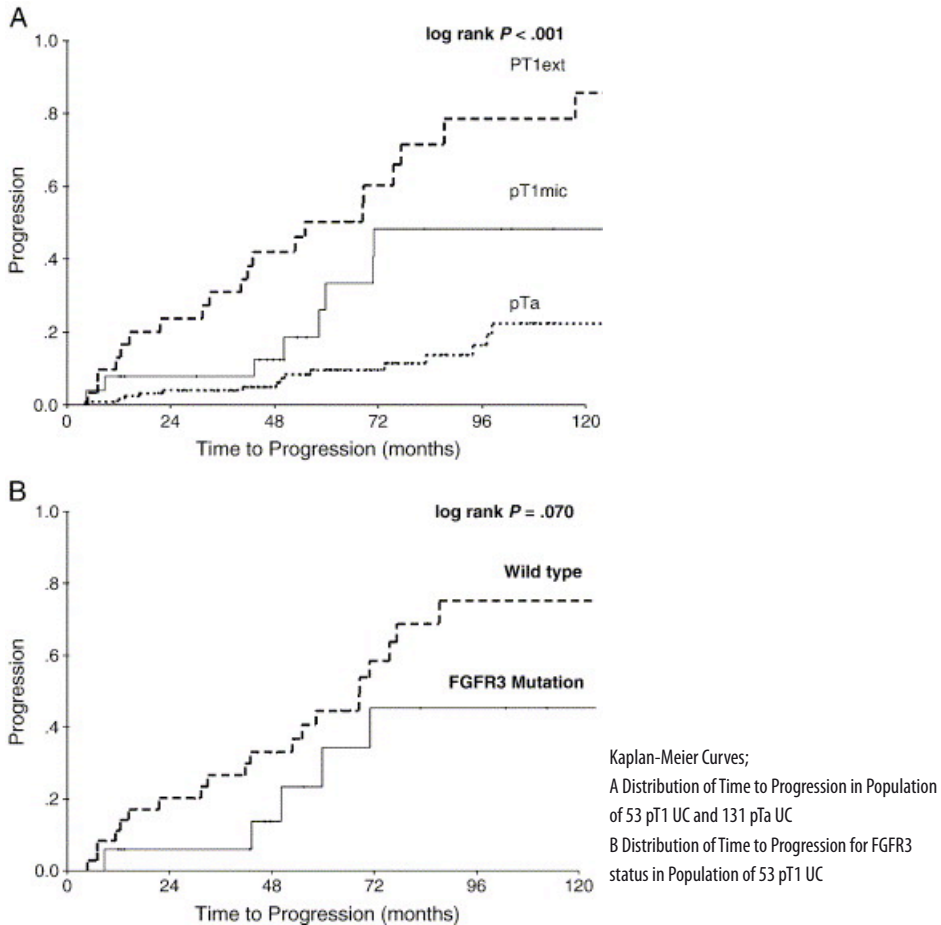 A
log rank P < .001
1.0
PT1ext
.8
.6
pT1mic
Progression
.4
pTa
.2
0.0
0 24 48 72 96 120
Time to Progression (months)
B
log rank P = .070
1.0
Wild type
.8
.6
FGFR3 Mutation
Progression
.4
.2
0.0
0 24 48 72 96 120
Time to Progression (months)
Kaplan-Meier Curves;
A Distribution of Time to Progression in Population
of 53 pT1 UC and 131 pTa UC
B Distribution of Time to Progression for FGFR3
status in Population of 53 pT1 UC